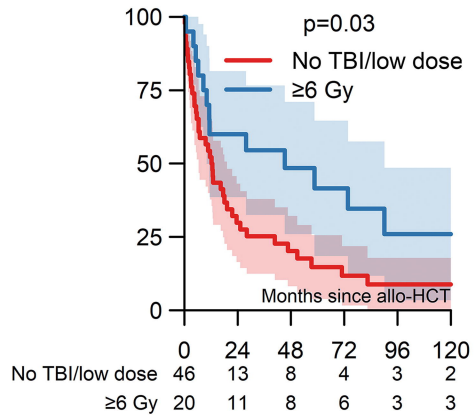 100
p=0.03
No TBI/low dose
≥6 Gy
75
50
25
Months since allo-HCT
0
0 24 48 72 96 120
No TBI/low dose 46 13 8 4 3 2
≥6 Gy 20 11 8 6 3 3